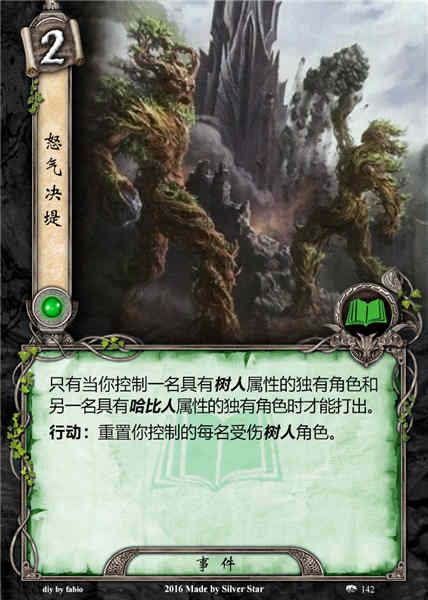 2
怒气决堤
只有当你控制一名具有树人属性的独有角色和
另一名具有哈比人属性的独有角色时才能打出。
行动：重置你控制的每名受伤树人角色。
事件
diy by fabio
2016 Made by Silver Star
142